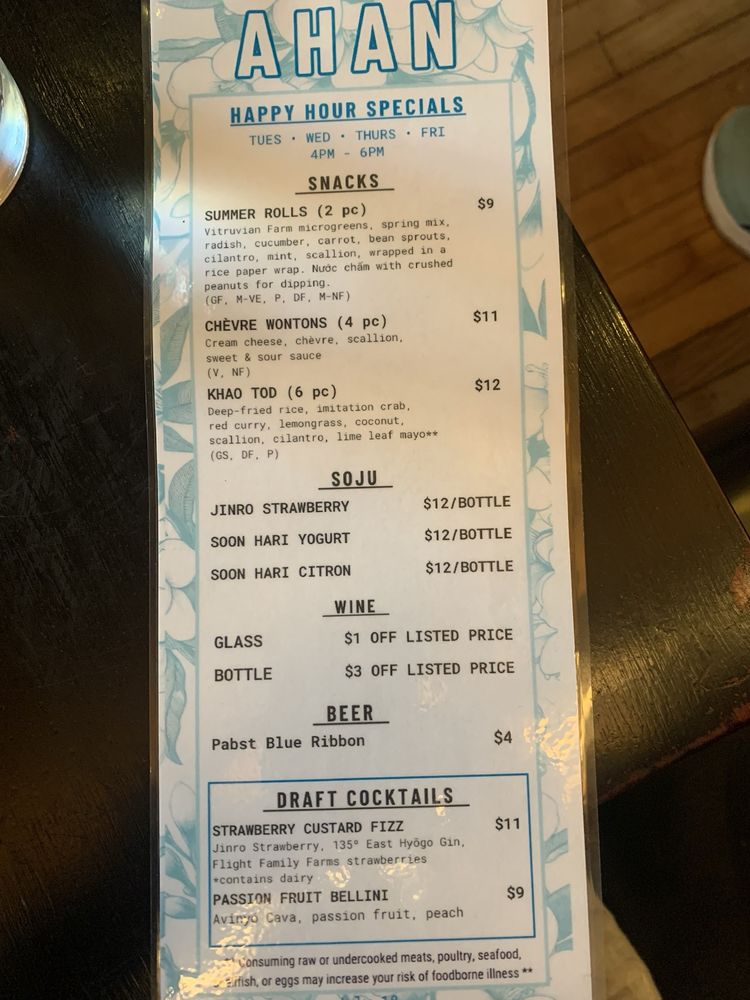 AHAN
HAPPY HOUR SPECIALS
TUES · WED · THURS · FRI
4PM - 6PM
SNACKS
SUMMER ROLLS (2 pc) $9
Vitruvian Farm microgreens, spring mix,
radish, cucumber, carrot, bean sprouts,
cilantro, mint, scallion, wrapped in a
rice paper wrap. Nước chấm with crushed
peanuts for dipping.
(GF, M-VE, P, DF, M-NF)
CHÈVRE WONTONS (4 pc) $11
Cream cheese, chèvre, scallion,
sweet & sour sauce
(V, NF)
KHAO TOD (6 pc) $12
Deep-fried rice, imitation crab,
red curry, lemongrass, coconut,
scallion, cilantro, lime leaf mayo**
(GS, DF, P)
SOJU
JINRO STRAWBERRY $12/BOTTLE
SOON HARI YOGURT $12/BOTTLE
SOON HARI CITRON $12/BOTTLE
WINE
GLASS $1 OFF LISTED PRICE
BOTTLE $3 OFF LISTED PRICE
BEER
Pabst Blue Ribbon $4
DRAFT COCKTAILS
STRAWBERRY CUSTARD FIZZ $11
Jinro Strawberry, 135° East Hyōgo Gin,
Flight Family Farms strawberries
*contains dairy
PASSION FRUIT BELLINI $9
Avinyó Cava, passion fruit, peach
** Consuming raw or undercooked meats, poultry, seafood,
or eggs may increase your risk of foodborne illness **